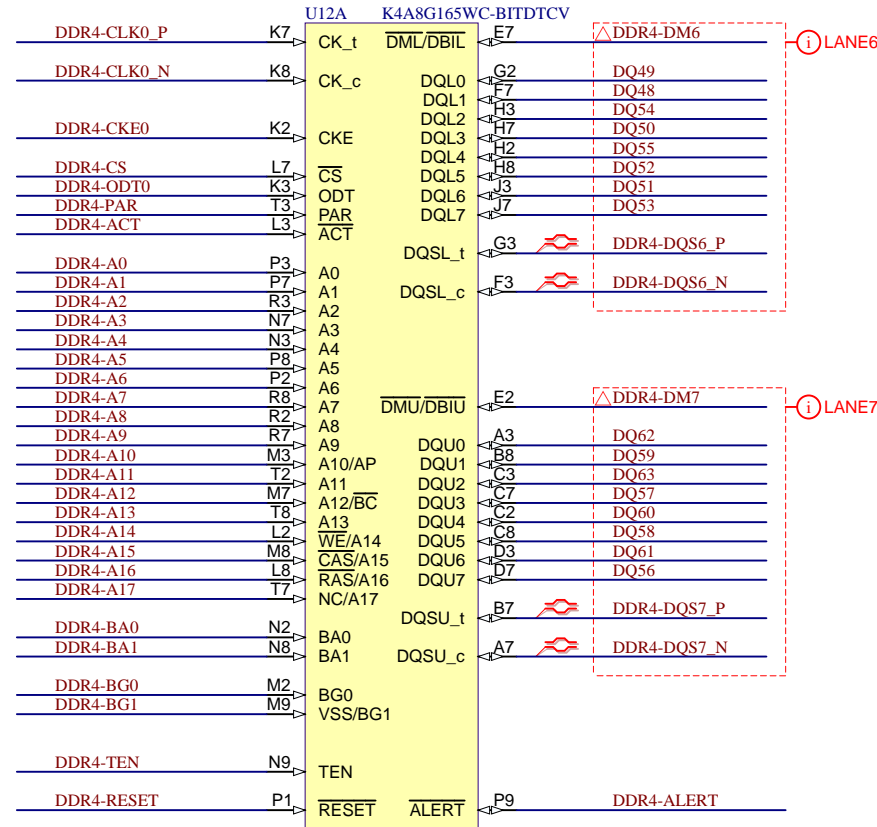 U12A K4A8G165WC-BITDTCV
DDR4-CLK0_P K7 CK_t DML/DBIL E7 DDR4-DM6 i LANE6
DDR4-CLK0_N K8 CK_c DQL0 G2 DQ49
DQL1 F7 DQ48
DQL2 H3 DQ54
DDR4-CKE0 K2 CKE DQL3 H7 DQ50
DQL4 H2 DQ55
DDR4-CS L7 CS DQL5 H8 DQ52
DDR4-ODT0 K3 ODT DQL6 J3 DQ51
DDR4-PAR T3 PAR DQL7 J7 DQ53
DDR4-ACT L3 ACT
DQSL_t G3 DDR4-DQS6_P
DDR4-A0 P3 A0
DDR4-A1 P7 A1 DQSL_c F3 DDR4-DQS6_N
DDR4-A2 R3 A2
DDR4-A3 N7 A3
DDR4-A4 N3 A4
DDR4-A5 P8 A5
DDR4-A6 P2 A6
DDR4-A7 R8 A7 DMU/DBIU E2 DDR4-DM7 i LANE7
DDR4-A8 R2 A8
DDR4-A9 R7 A9 DQU0 A3 DQ62
DDR4-A10 M3 A10/AP DQU1 B8 DQ59
DDR4-A11 T2 A11 DQU2 C3 DQ63
DDR4-A12 M7 A12/BC DQU3 C7 DQ57
DDR4-A13 T8 A13 DQU4 C2 DQ60
DDR4-A14 L2 WE/A14 DQU5 C8 DQ58
DDR4-A15 M8 CAS/A15 DQU6 D3 DQ61
DDR4-A16 L8 RAS/A16 DQU7 D7 DQ56
DDR4-A17 T7 NC/A17
DQSU_t B7 DDR4-DQS7_P
DDR4-BA0 N2 BA0
DDR4-BA1 N8 BA1 DQSU_c A7 DDR4-DQS7_N
DDR4-BG0 M2 BG0
DDR4-BG1 M9 VSS/BG1
DDR4-TEN N9 TEN
DDR4-RESET P1 RESET ALERT P9 DDR4-ALERT